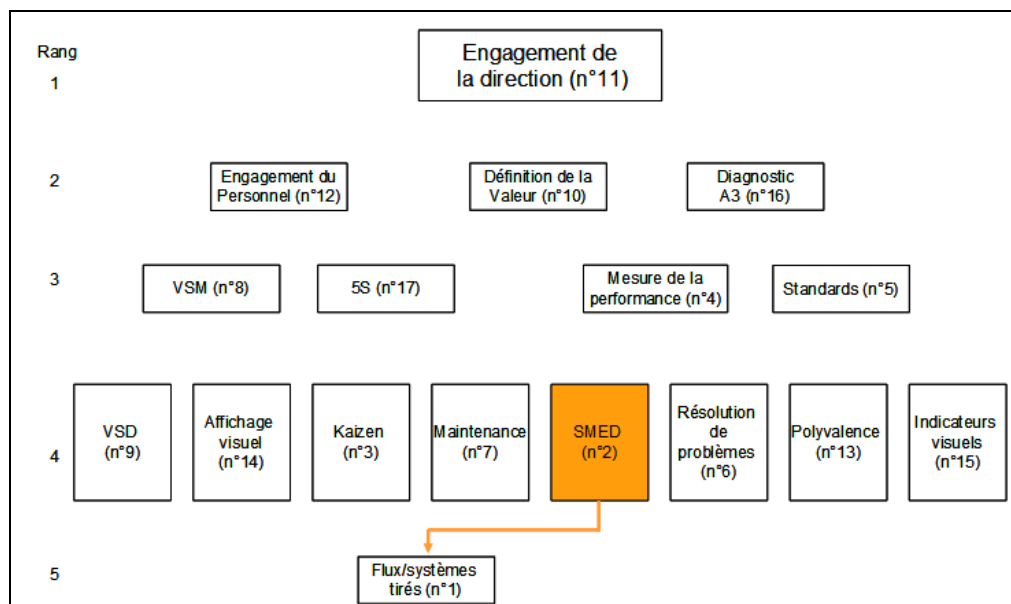 Rang
1
Engagement de
la direction (n°11)
2
Engagement du
Personnel (n°12)
Définition de la
Valeur (n°10)
Diagnostic
A3 (n°16)
3
VSM (n°8)
5S (n°17)
Mesure de la
performance (n°4)
Standards (n°5)
4
VSD
(n°9)
Affichage
visuel
(n°14)
Kaizen
(n°3)
Maintenance
(n°7)
SMED
(n°2)
Résolution
de
problèmes
(n°6)
Polyvalence
(n°13)
Indicateurs
visuels
(n°15)
5
Flux/systèmes
tirés (n°1)